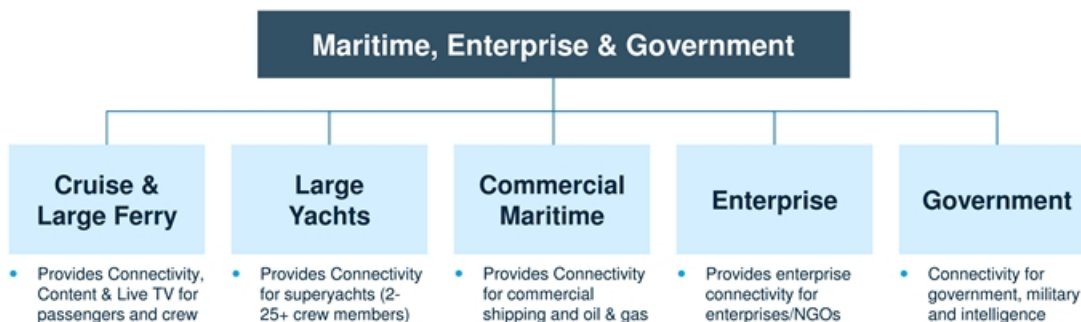 Maritime, Enterprise & Government
Cruise &
Large Ferry
Large
Yachts
Commercial
Maritime
Enterprise
Government
• Provides Connectivity,
Content & Live TV for
passengers and crew
• Provides Connectivity
for superyachts (2-
25+ crew members)
• Provides Connectivity
for commercial
shipping and oil & gas
• Provides enterprise
connectivity for
enterprises/NGOs
• Connectivity for
government, military
and intelligence